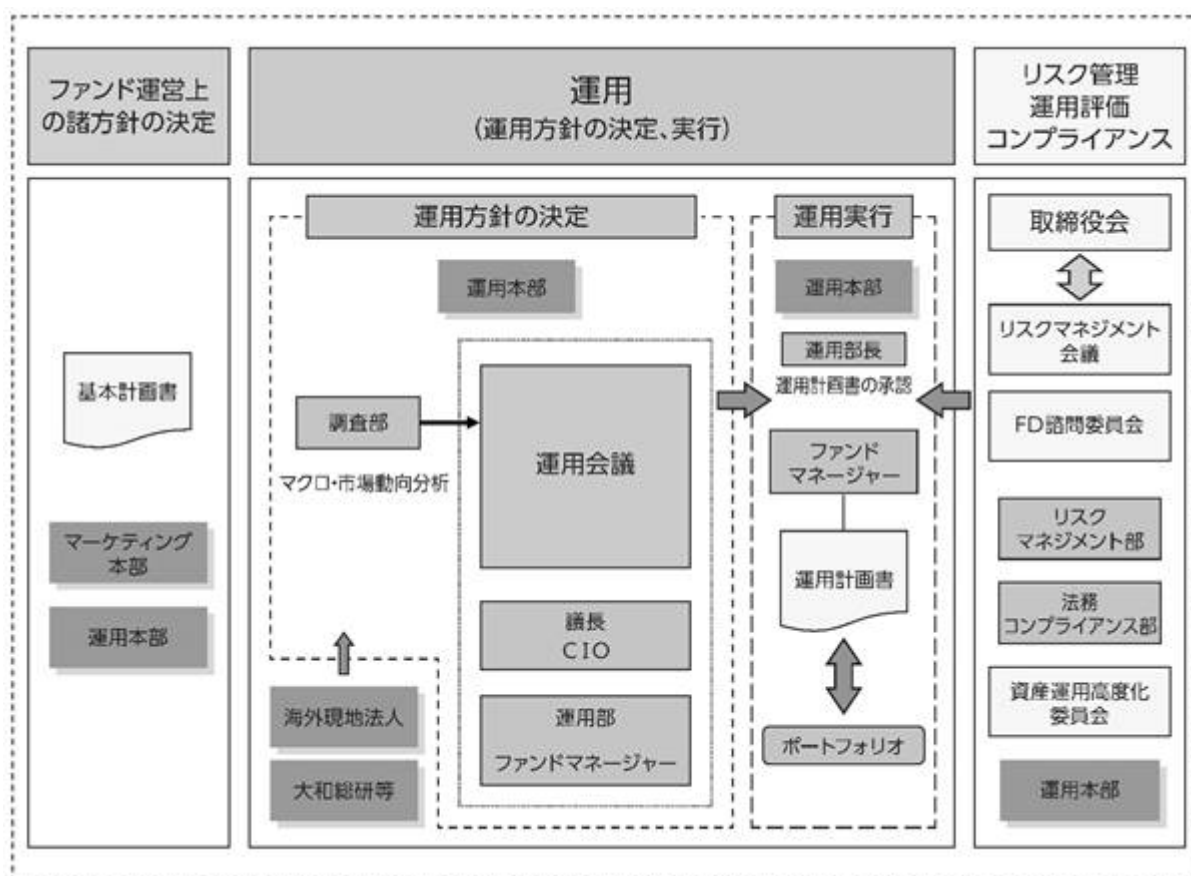 ファンド運営上
の諸方針の決定
運用
(運用方針の決定、実行)
リスク管理
運用評価
コンプライアンス
基本計画書
マーケティング
本部
運用本部
運用方針の決定
運用本部
調査部
マクロ・市場動向分析
運用会議
議長
CIO
運用部
ファンドマネージャー
海外現地法人
大和総研等
運用実行
運用本部
運用部長
運用計画書の承認
ファンド
マネージャー
運用計画書
ポートフォリオ
取締役会
リスクマネジメント
会議
FD諮問委員会
リスク
マネジメント部
法務
コンプライアンス部
資産運用高度化
委員会
運用本部